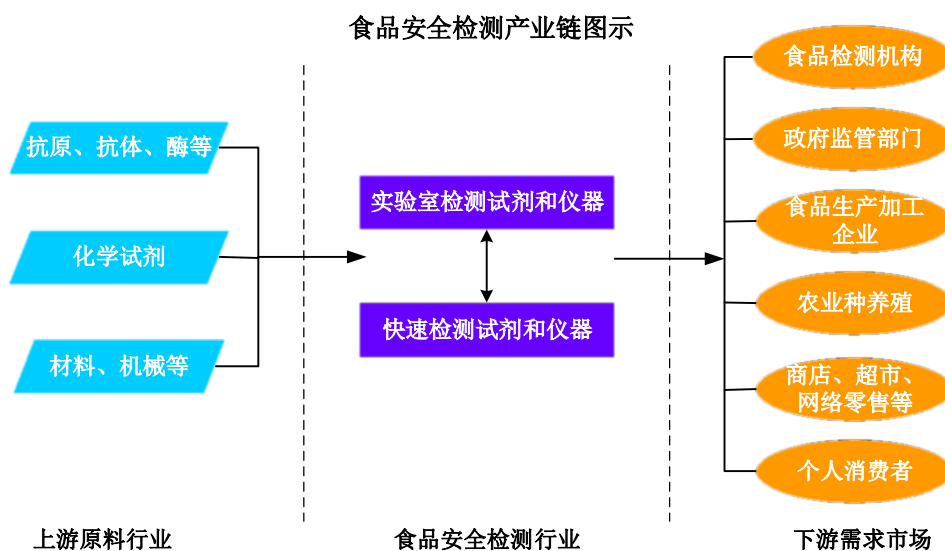 食品安全检测产业链图示
抗原、抗体、酶等
化学试剂
材料、机械等
实验室检测试剂和仪器
快速检测试剂和仪器
食品检测机构
政府监管部门
食品生产加工
企业
农业种养殖
商店、超市、
网络零售等
个人消费者
上游原料行业
食品安全检测行业
下游需求市场